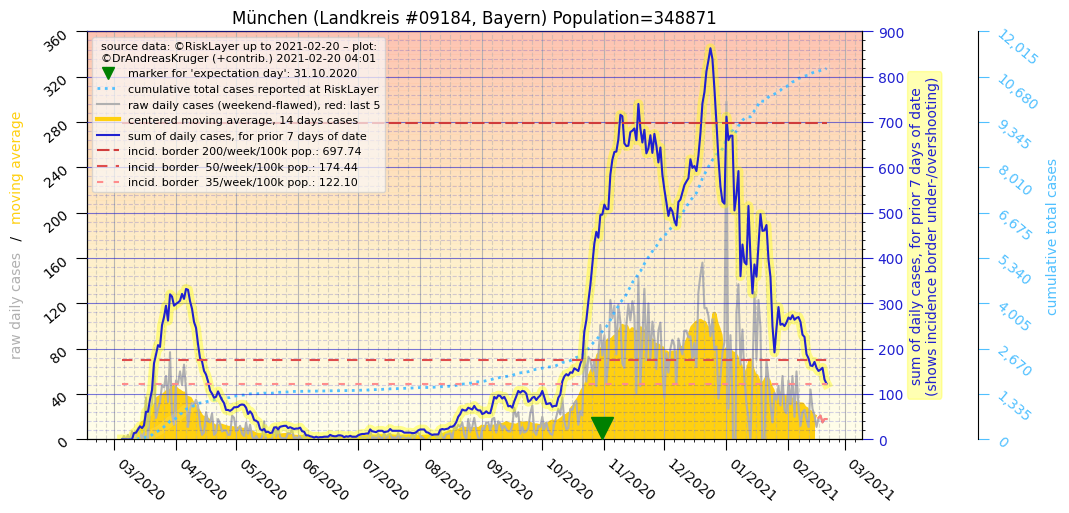 München (Landkreis #09184, Bayern) Population=348871
source data: ©RiskLayer up to 2021-02-20 – plot:
©DrAndreasKruger (+contrib.) 2021-02-20 04:01
marker for 'expectation day': 31.10.2020
cumulative total cases reported at RiskLayer
raw daily cases (weekend-flawed), red: last 5
centered moving average, 14 days cases
sum of daily cases, for prior 7 days of date
incid. border 200/week/100k pop.: 697.74
incid. border  50/week/100k pop.: 174.44
incid. border  35/week/100k pop.: 122.10
raw daily cases  /  moving average
360
320
280
240
200
160
120
80
40
0
03/2020
04/2020
05/2020
06/2020
07/2020
08/2020
09/2020
10/2020
11/2020
12/2020
01/2021
02/2021
03/2021
900
800
700
600
500
400
300
200
100
0
sum of daily cases, for prior 7 days of date
(shows incidence border under-/overshooting)
12,015
10,680
9,345
8,010
6,675
5,340
4,005
2,670
1,335
0
cumulative total cases